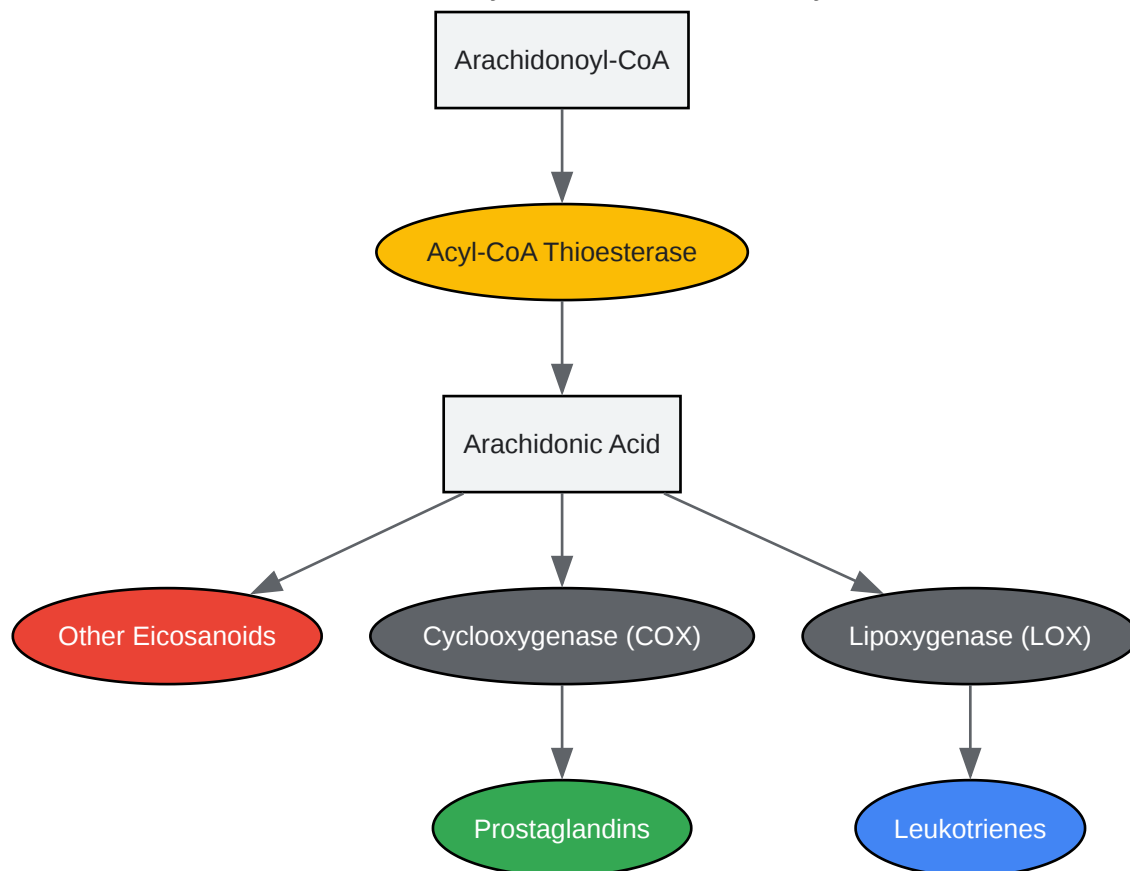 Arachidonoyl-CoA
Acyl-CoA Thioesterase
Arachidonic Acid
Other Eicosanoids
Cyclooxygenase (COX)
Lipoxygenase (LOX)
Prostaglandins
Leukotrienes